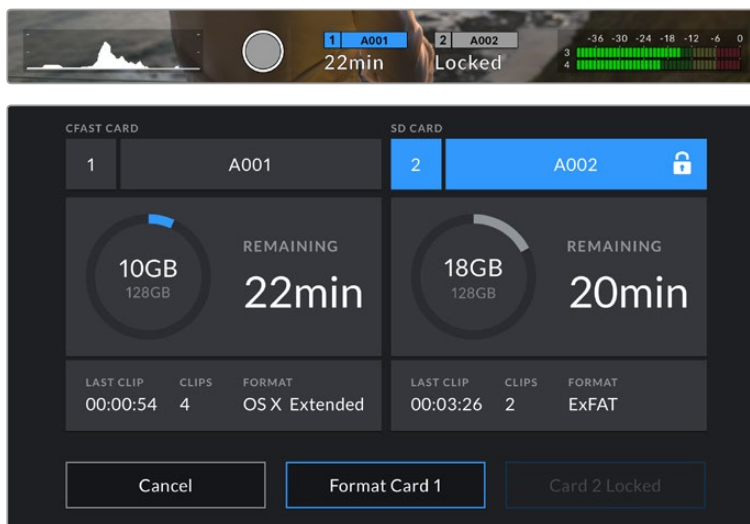 1 A001
22min
2 A002
Locked
-36 -30 -24 -18 -12 -6 0
3
4
CFAST CARD
1 A001
10GB
128GB
REMAINING
22min
LAST CLIP CLIPS FORMAT
00:00:54 4 OS X Extended
SD CARD
2 A002
18GB
128GB
REMAINING
20min
LAST CLIP CLIPS FORMAT
00:03:26 2 ExFAT
Cancel
Format Card 1
Card 2 Locked